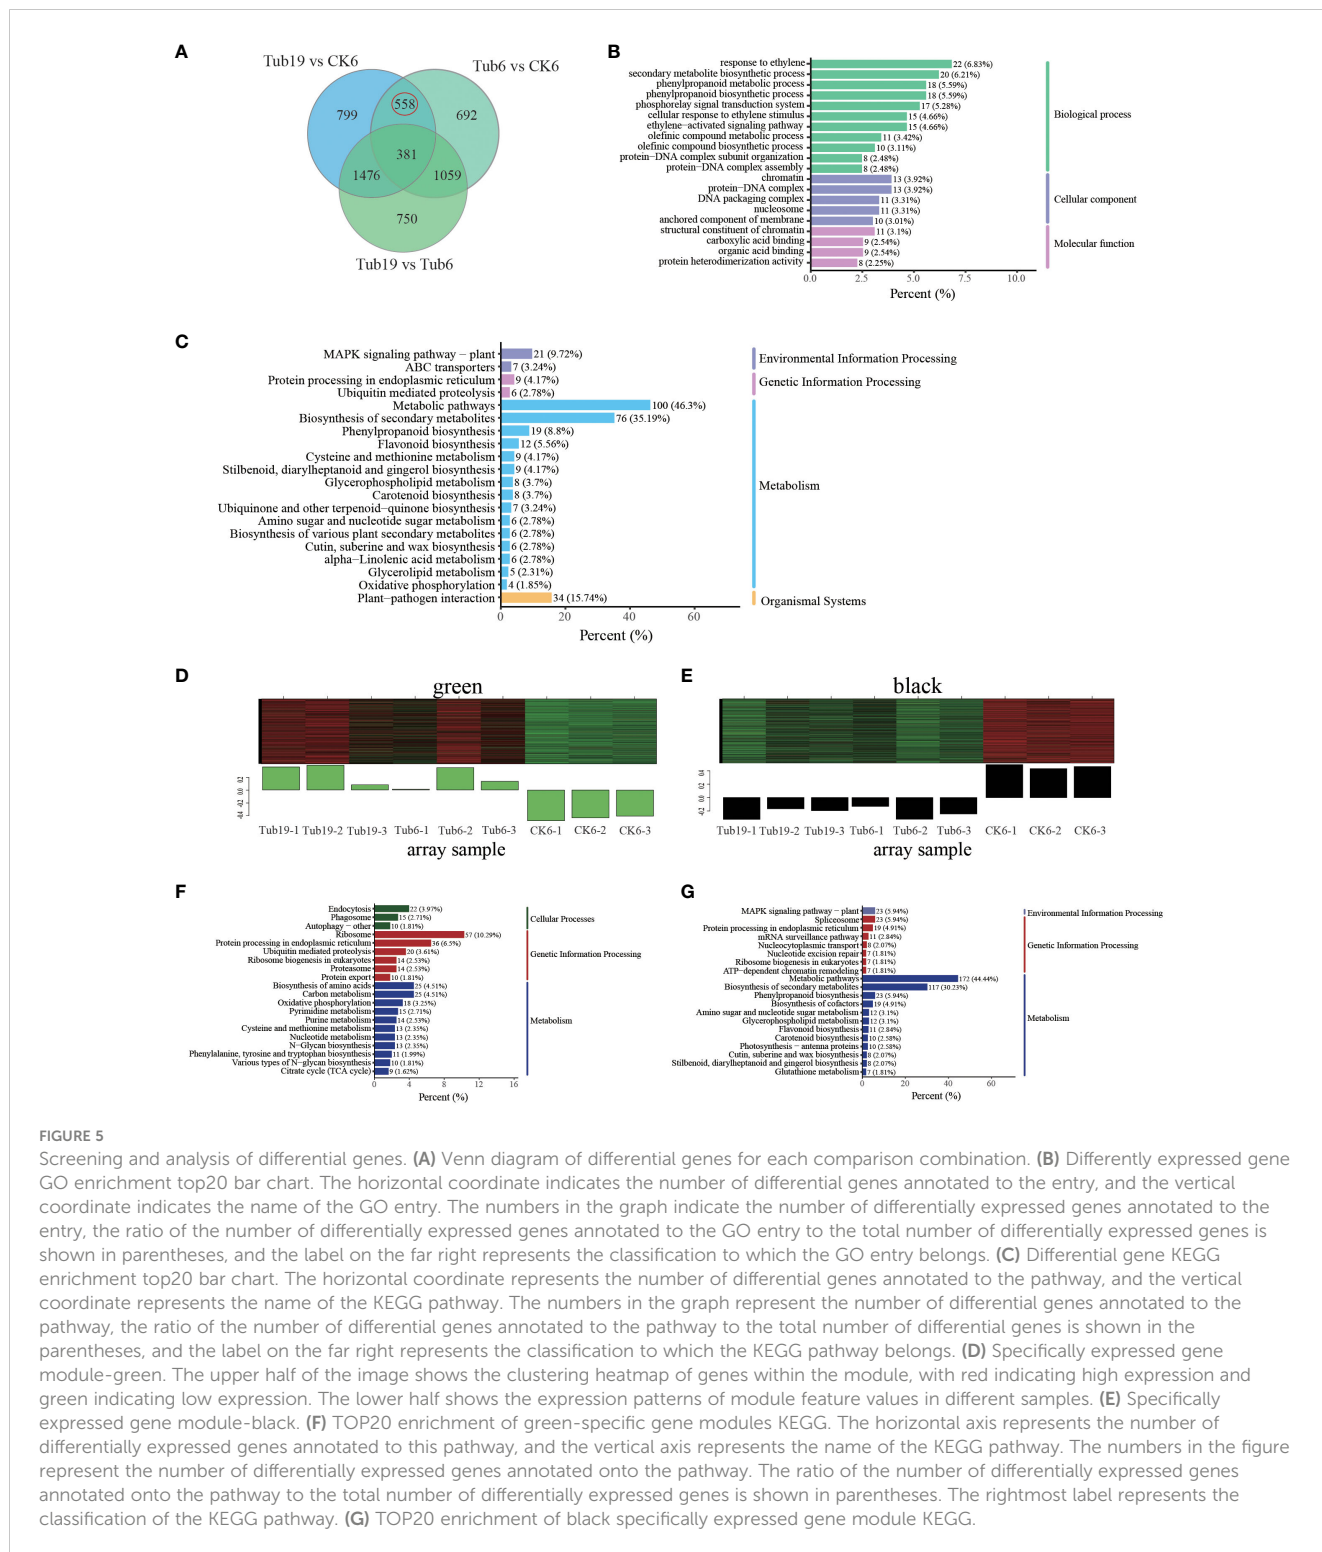 A
Tub19 vs CK6
Tub6 vs CK6
799
558
692
381
1476
1059
750
Tub19 vs Tub6
B
response to ethylene 22 (6.83%)
secondary metabolite biosynthetic process 20 (6.21%)
phenylpropanoid metabolic process 18 (5.59%)
phenylpropanoid biosynthetic process 18 (5.59%)
phosphorelay signal transduction system 17 (5.28%)
cellular response to ethylene stimulus 15 (4.66%)
ethylene−activated signaling pathway 15 (4.66%)
olefinic compound metabolic process 11 (3.42%)
olefinic compound biosynthetic process 10 (3.11%)
protein−DNA complex subunit organization 8 (2.48%)
protein−DNA complex assembly 8 (2.48%)
chromatin 13 (3.92%)
protein−DNA complex 13 (3.92%)
DNA packaging complex 11 (3.31%)
nucleosome 11 (3.31%)
anchored component of membrane 10 (3.01%)
structural constituent of chromatin 11 (3.1%)
carboxylic acid binding 9 (2.54%)
organic acid binding 9 (2.54%)
protein heterodimerization activity 8 (2.25%)
Biological process
Cellular component
Molecular function
0.0 2.5 5.0 7.5 10.0
Percent (%)
C
MAPK signaling pathway − plant 21 (9.72%)
ABC transporters 7 (3.24%)
Protein processing in endoplasmic reticulum 9 (4.17%)
Ubiquitin mediated proteolysis 6 (2.78%)
Metabolic pathways 100 (46.3%)
Biosynthesis of secondary metabolites 76 (35.19%)
Phenylpropanoid biosynthesis 19 (8.8%)
Flavonoid biosynthesis 12 (5.56%)
Cysteine and methionine metabolism 9 (4.17%)
Stilbenoid, diarylheptanoid and gingerol biosynthesis 9 (4.17%)
Glycerophospholipid metabolism 8 (3.7%)
Carotenoid biosynthesis 8 (3.7%)
Ubiquinone and other terpenoid−quinone biosynthesis 7 (3.24%)
Amino sugar and nucleotide sugar metabolism 6 (2.78%)
Biosynthesis of various plant secondary metabolites 6 (2.78%)
Cutin, suberine and wax biosynthesis 6 (2.78%)
alpha−Linolenic acid metabolism 6 (2.78%)
Glycerolipid metabolism 5 (2.31%)
Oxidative phosphorylation 4 (1.85%)
Plant−pathogen interaction 34 (15.74%)
Environmental Information Processing
Genetic Information Processing
Metabolism
Organismal Systems
0 20 40 60
Percent (%)
D
green
0.2
-0.0
-0.2
-0.4
Tub19-1 Tub19-2 Tub19-3 Tub6-1 Tub6-2 Tub6-3 CK6-1 CK6-2 CK6-3
array sample
E
black
0.4
0.2
0.0
-0.2
Tub19-1 Tub19-2 Tub19-3 Tub6-1 Tub6-2 Tub6-3 CK6-1 CK6-2 CK6-3
array sample
F
Endocytosis 22 (3.97%)
Phagosome 15 (2.71%)
Autophagy − other 10 (1.81%)
Ribosome 57 (10.29%)
Protein processing in endoplasmic reticulum 36 (6.5%)
Ubiquitin mediated proteolysis 20 (3.61%)
Ribosome biogenesis in eukaryotes 14 (2.53%)
Proteasome 14 (2.53%)
Protein export 10 (1.81%)
Biosynthesis of amino acids 25 (4.51%)
Carbon metabolism 25 (4.51%)
Oxidative phosphorylation 18 (3.25%)
Pyrimidine metabolism 15 (2.71%)
Purine metabolism 14 (2.53%)
Cysteine and methionine metabolism 13 (2.35%)
Nucleotide metabolism 13 (2.35%)
N−Glycan biosynthesis 13 (2.35%)
Phenylalanine, tyrosine and tryptophan biosynthesis 11 (1.99%)
Various types of N−glycan biosynthesis 10 (1.81%)
Citrate cycle (TCA cycle) 9 (1.62%)
Cellular Processes
Genetic Information Processing
Metabolism
0 4 8 12 16
Percent (%)
G
MAPK signaling pathway − plant 23 (5.94%)
Spliceosome 23 (5.94%)
Protein processing in endoplasmic reticulum 19 (4.91%)
mRNA surveillance pathway 11 (2.84%)
Nucleocytoplasmic transport 8 (2.07%)
Nucleotide excision repair 7 (1.81%)
Ribosome biogenesis in eukaryotes 7 (1.81%)
ATP−dependent chromatin remodeling 7 (1.81%)
Metabolic pathways 172 (44.44%)
Biosynthesis of secondary metabolites 117 (30.23%)
Phenylpropanoid biosynthesis 23 (5.94%)
Biosynthesis of cofactors 19 (4.91%)
Amino sugar and nucleotide sugar metabolism 12 (3.1%)
Glycerophospholipid metabolism 12 (3.1%)
Flavonoid biosynthesis 11 (2.84%)
Carotenoid biosynthesis 10 (2.58%)
Photosynthesis − antenna proteins 10 (2.58%)
Cutin, suberine and wax biosynthesis 8 (2.07%)
Stilbenoid, diarylheptanoid and gingerol biosynthesis 8 (2.07%)
Glutathione metabolism 7 (1.81%)
Environmental Information Processing
Genetic Information Processing
Metabolism
0 20 40 60
Percent (%)
FIGURE 5
Screening and analysis of differential genes. (A) Venn diagram of differential genes for each comparison combination. (B) Differently expressed gene
GO enrichment top20 bar chart. The horizontal coordinate indicates the number of differential genes annotated to the entry, and the vertical
coordinate indicates the name of the GO entry. The numbers in the graph indicate the number of differentially expressed genes annotated to the
entry, the ratio of the number of differentially expressed genes annotated to the GO entry to the total number of differentially expressed genes is
shown in parentheses, and the label on the far right represents the classification to which the GO entry belongs. (C) Differential gene KEGG
enrichment top20 bar chart. The horizontal coordinate represents the number of differential genes annotated to the pathway, and the vertical
coordinate represents the name of the KEGG pathway. The numbers in the graph represent the number of differential genes annotated to the
pathway, the ratio of the number of differential genes annotated to the pathway to the total number of differential genes is shown in the
parentheses, and the label on the far right represents the classification to which the KEGG pathway belongs. (D) Specifically expressed gene
module-green. The upper half of the image shows the clustering heatmap of genes within the module, with red indicating high expression and
green indicating low expression. The lower half shows the expression patterns of module feature values in different samples. (E) Specifically
expressed gene module-black. (F) TOP20 enrichment of green-specific gene modules KEGG. The horizontal axis represents the number of
differentially expressed genes annotated to this pathway, and the vertical axis represents the name of the KEGG pathway. The numbers in the figure
represent the number of differentially expressed genes annotated onto the pathway. The ratio of the number of differentially expressed genes
annotated onto the pathway to the total number of differentially expressed genes is shown in parentheses. The rightmost label represents the
classification of the KEGG pathway. (G) TOP20 enrichment of black specifically expressed gene module KEGG.